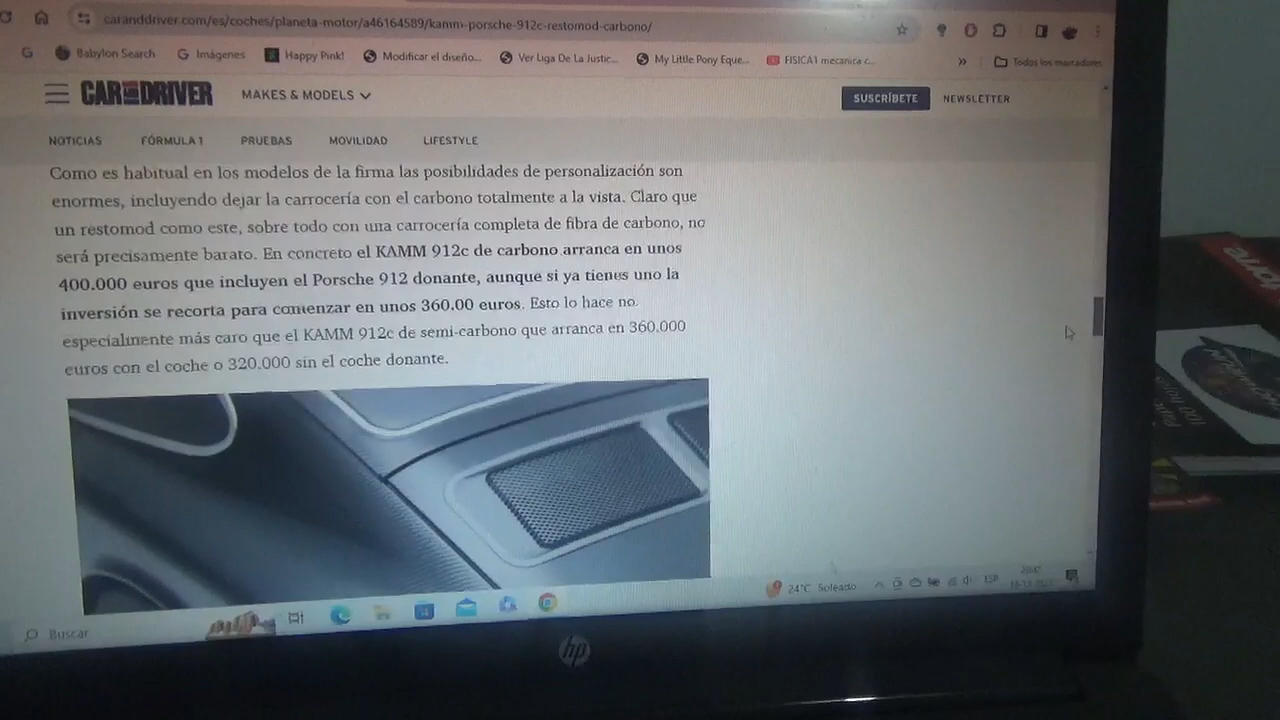 caranddriver.com/es/coches/planeta-motor/a46164589/kamm-porsche-912c-restomod-carbono/
G Babylon Search G Imágenes Happy Pink! Modificar el diseño... Ver Liga De La Justic... My Little Pony Eque... FISICA1 mecanica c... » Todos los marcadores
CAR AND DRIVER MAKES & MODELS SUSCRÍBETE NEWSLETTER
NOTICIAS FÓRMULA 1 PRUEBAS MOVILIDAD LIFESTYLE
Como es habitual en los modelos de la firma las posibilidades de personalización son
enormes, incluyendo dejar la carrocería con el carbono totalmente a la vista. Claro que
un restomod como este, sobre todo con una carrocería completa de fibra de carbono, no
será precisamente barato. En concreto el KAMM 912c de carbono arranca en unos
400.000 euros que incluyen el Porsche 912 donante, aunque si ya tienes uno la
inversión se recorta para comenzar en unos 360.00 euros. Esto lo hace no
especialmente más caro que el KAMM 912c de semi-carbono que arranca en 360.000
euros con el coche o 320.000 sin el coche donante.
24°C Soleado ESP
Buscar
hp